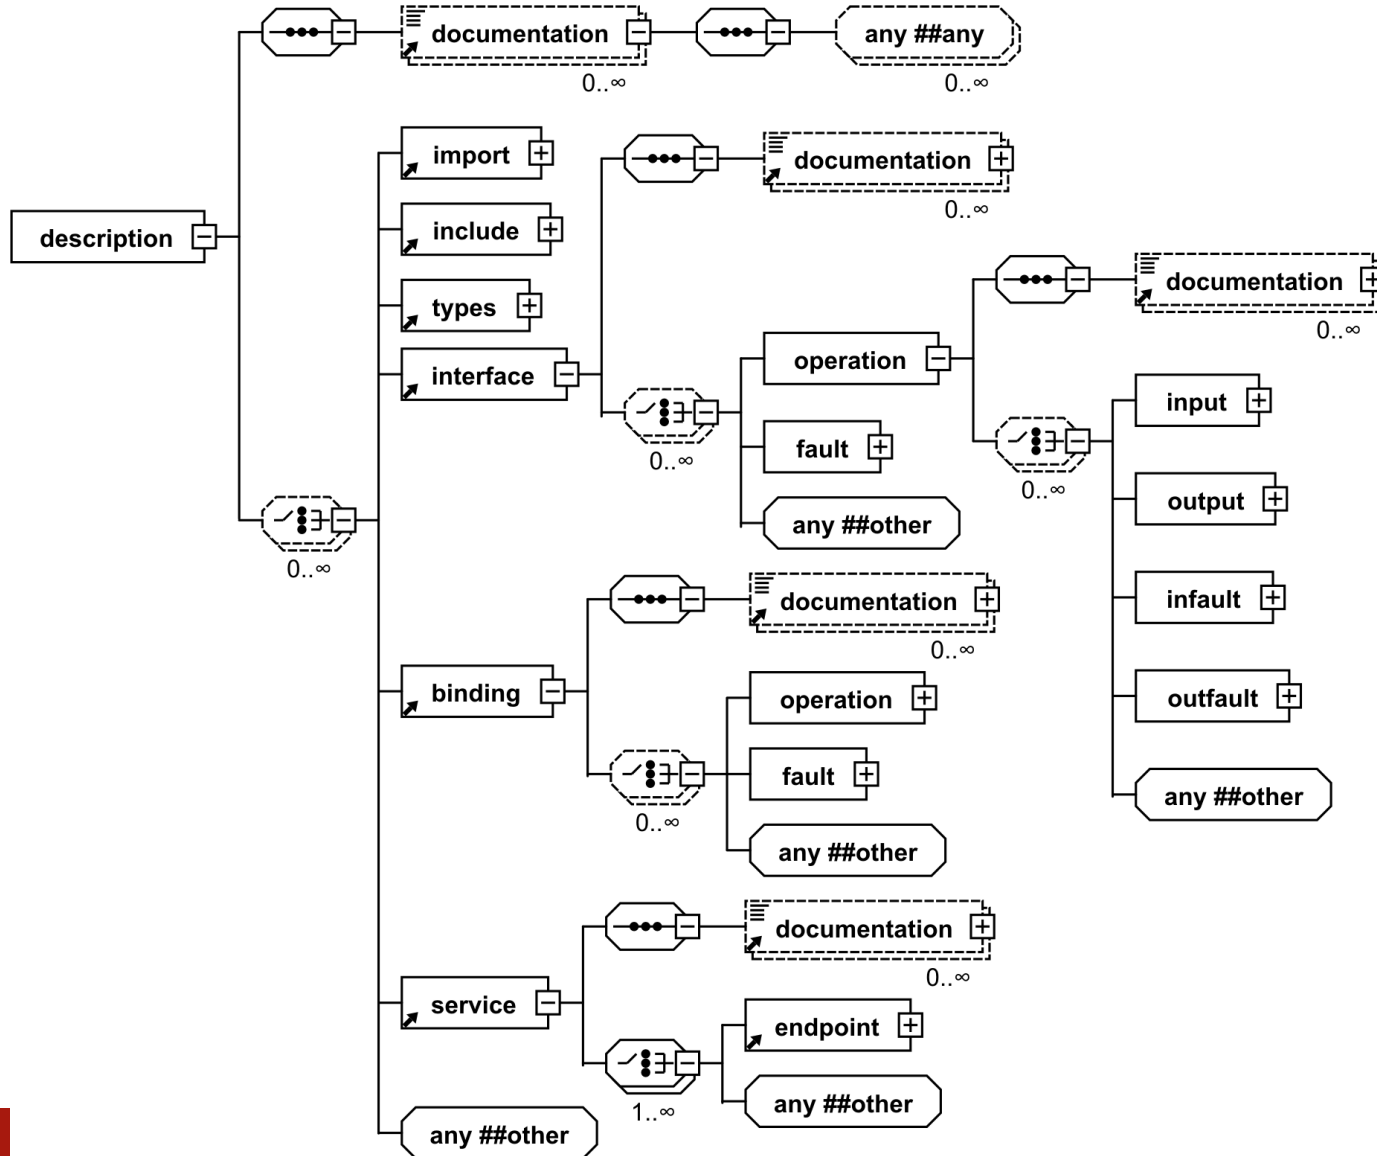 documentation
0..∞
any ##any
0..∞
import
include
types
interface
documentation
0..∞
description
operation
fault
any ##other
0..∞
documentation
0..∞
input
output
infault
outfault
any ##other
0..∞
0..∞
binding
documentation
0..∞
operation
fault
any ##other
0..∞
service
documentation
0..∞
endpoint
any ##other
1..∞
any ##other